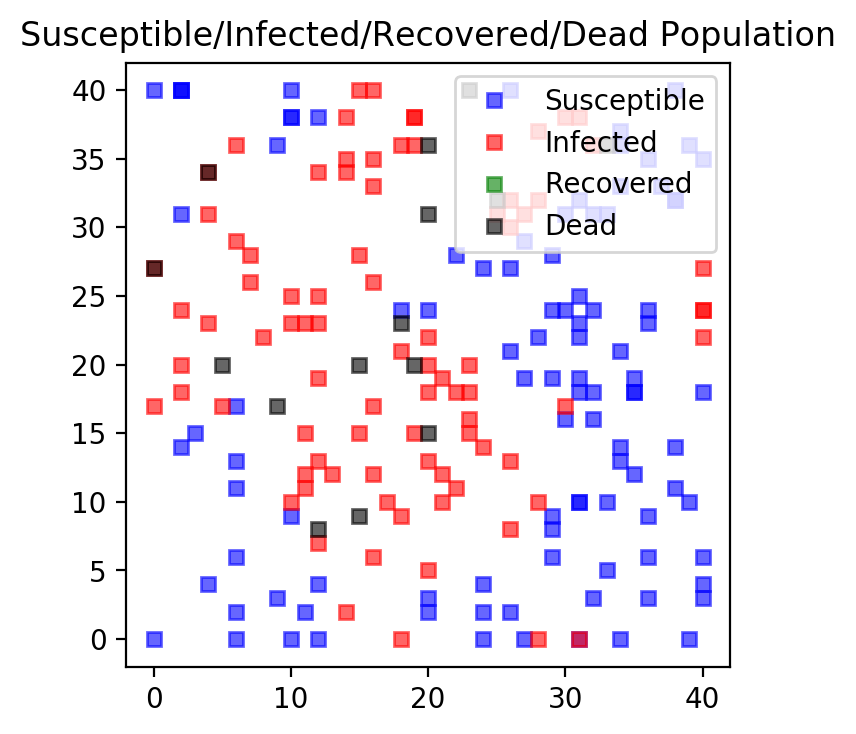 Susceptible/Infected/Recovered/Dead Population
40
35
30
25
20
15
10
5
0
Susceptible
Infected
Recovered
Dead
0 10 20 30 40